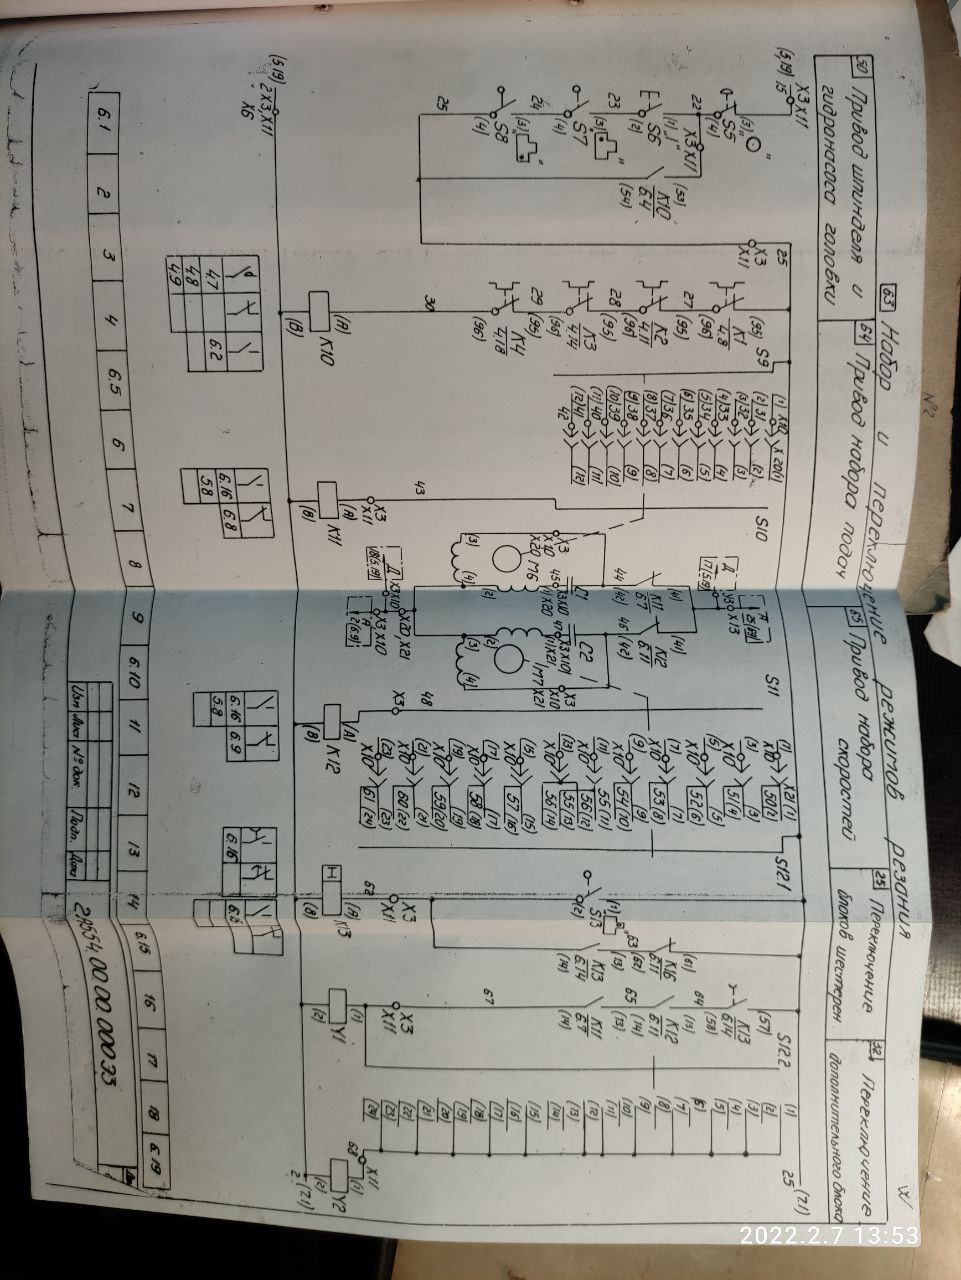 №2
63 Набор и переключение режимов резания
50 Привод шпинделя и гидронасоса головки
64 Привод набора подач
65 Привод набора скоростей
25 Переключение блоков шестерен
32 Переключение дополнительного блока
2022.2.7 13:53
(5,19) 15 X3 X11
(3) S5 (4)
22 X3 X11
(1) "I" S6 (2)
23
(3) S7 (4)
24
(3) S8 (4)
25
(53) K10 6.4 (54)
25 X3 X11
(95) K1 4.8 (96)
27 (95)
K2 4.11 (96)
28 (95)
K3 4.14 (96)
29 (95)
K4 4.18 (96)
30
(A) K10 (B)
S9
(1) X10 X20(1)
(2) 31 (2)
(3) 32 (3)
(4) 33 (4)
(5) 34 (5)
(6) 35 (6)
(7) 36 (7)
(8) 37 (8)
(9) 38 (9)
(10) 39 (10)
(11) 40 (11)
(12) 41 (12)
42
S10
43
X3 X11
(A) K11 (B)
A 25(6.9)
X13
Д 17(5.19)
(41) K11 6.7 (42)
44
(41) K12 6.11 (42)
46
C1 X3 X10 45 (1) X20
C2 X3 X10 47 (1) X21
X3 X10 X20
M6
(2) (3) (4)
M7
(2) (3) (4)
X3 X10 X21
X20, X21
Д X3 X10 18(5.19)
X3, X10
A 2(6.9)
S11
(1) X10 X21 (1) 50 (2)
(3) X10 (3) 51 (4)
(5) X10 (5) 52 (6)
(7) X10 (7) 53 (8)
(9) X10 (9) 54 (10)
(11) X10 55 (11) 56 (12)
(13) X10 55 (13) 56 (14)
(15) X10 (15) 57 (16)
(17) X10 (17) 58 (18)
(19) X10 (19) 59 (20)
(21) X10 (21) 60 (22)
(23) X10 (23) 61 (24)
48
X3
(A) K12 (B)
S12.1
(1) S13 (2)
(61) K16 6.11 (62)
63 (13)
K13 6.14 (14)
X3 X11
62
(A) K13 (B)
(57) K13 6.14 (58)
64 (13)
K12 6.11 (14)
65 (13)
K11 6.7 (14)
67
X3 X11
(1) Y1 (2)
S12.2
(1)
(2)
(3)
(4)
(5)
(6)
(7)
(8)
(9)
(10)
(11)
(12)
(13)
(14)
(15)
(16)
(17)
(18)
(19)
(20)
(21)
(22)
(23)
(24)
(7.1)
25
X11
68 (1) Y2 (2)
2 (7.1)
(5.19) 2 X3, X11 X6
4.7 6.2
4.8
4.9
6.16 6.8
5.8
6.16 6.9
5.8
6.16
6.1 2 3 4 6.5 6 7 8 9 6.10 11 12 13 14 6.15 16 17 18 6.19
Изм Лист № док. Подп. Дата
2А554.00.00.000Э3